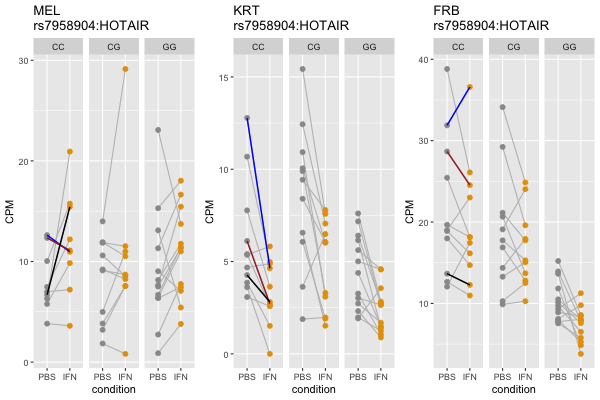 MEL
rs7958904:HOTAIR
CC CG GG
30
20
10
0
CPM
PBS IFN PBS IFN PBS IFN
condition
KRT
rs7958904:HOTAIR
CC CG GG
15
10
5
0
CPM
PBS IFN PBS IFN PBS IFN
condition
FRB
rs7958904:HOTAIR
CC CG GG
40
30
20
10
CPM
PBS IFN PBS IFN PBS IFN
condition